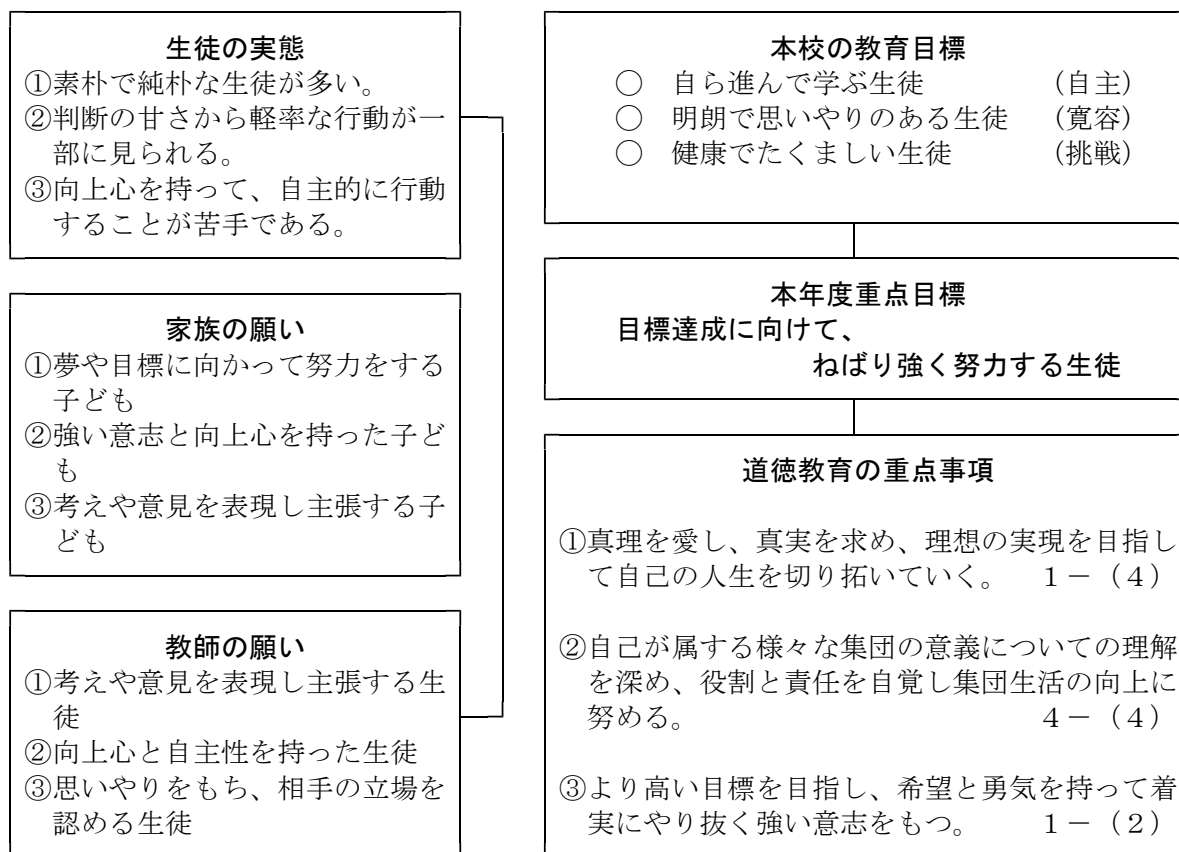 生徒の実態
①素朴で純朴な生徒が多い。
②判断の甘さから軽率な行動が一
部に見られる。
③向上心を持って、自主的に行動
することが苦手である。
家族の願い
①夢や目標に向かって努力をする
子ども
②強い意志と向上心を持った子ど
も
③考えや意見を表現し主張する子
ども
教師の願い
①考えや意見を表現し主張する生
徒
②向上心と自主性を持った生徒
③思いやりをもち、相手の立場を
認める生徒
本校の教育目標
○ 自ら進んで学ぶ生徒 (自主)
○ 明朗で思いやりのある生徒 (寛容)
○ 健康でたくましい生徒 (挑戦)
本年度重点目標
目標達成に向けて、
ねばり強く努力する生徒
道徳教育の重点事項
①真理を愛し、真実を求め、理想の実現を目指し
て自己の人生を切り拓いていく。 1-(4)
②自己が属する様々な集団の意義についての理解
を深め、役割と責任を自覚し集団生活の向上に
努める。 4-(4)
③より高い目標を目指し、希望と勇気を持って着
実にやり抜く強い意志をもつ。 1-(2)